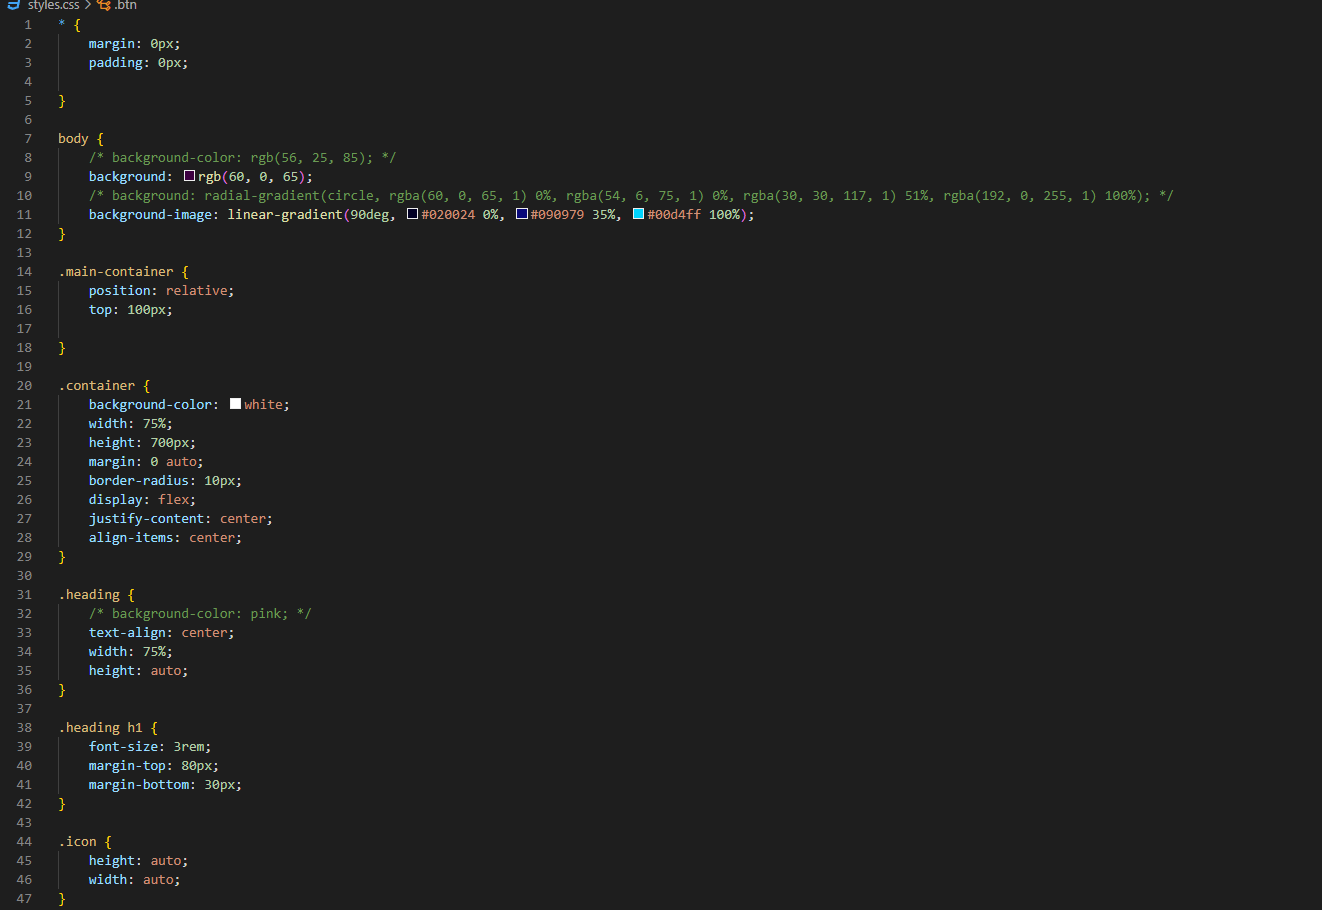 styles.css > .btn
1 * {
2 margin: 0px;
3 padding: 0px;
4
5 }
6
7 body {
8 /* background-color: rgb(56, 25, 85); */
9 background: rgb(60, 0, 65);
10 /* background: radial-gradient(circle, rgba(60, 0, 65, 1) 0%, rgba(54, 6, 75, 1) 0%, rgba(30, 30, 117, 1) 51%, rgba(192, 0, 255, 1) 100%); */
11 background-image: linear-gradient(90deg, #020024 0%, #090979 35%, #00d4ff 100%);
12 }
13
14 .main-container {
15 position: relative;
16 top: 100px;
17
18 }
19
20 .container {
21 background-color: white;
22 width: 75%;
23 height: 700px;
24 margin: 0 auto;
25 border-radius: 10px;
26 display: flex;
27 justify-content: center;
28 align-items: center;
29 }
30
31 .heading {
32 /* background-color: pink; */
33 text-align: center;
34 width: 75%;
35 height: auto;
36 }
37
38 .heading h1 {
39 font-size: 3rem;
40 margin-top: 80px;
41 margin-bottom: 30px;
42 }
43
44 .icon {
45 height: auto;
46 width: auto;
47 }